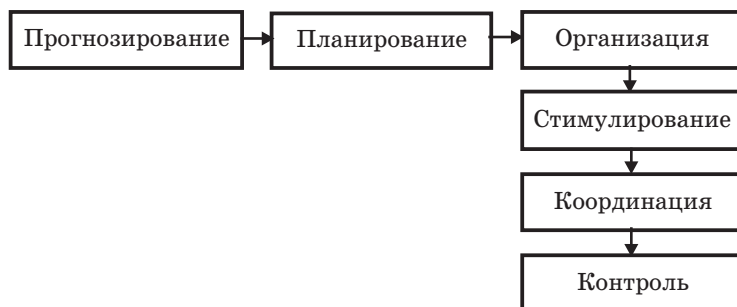 Прогнозирование
Планирование
Организация
Стимулирование
Координация
Контроль